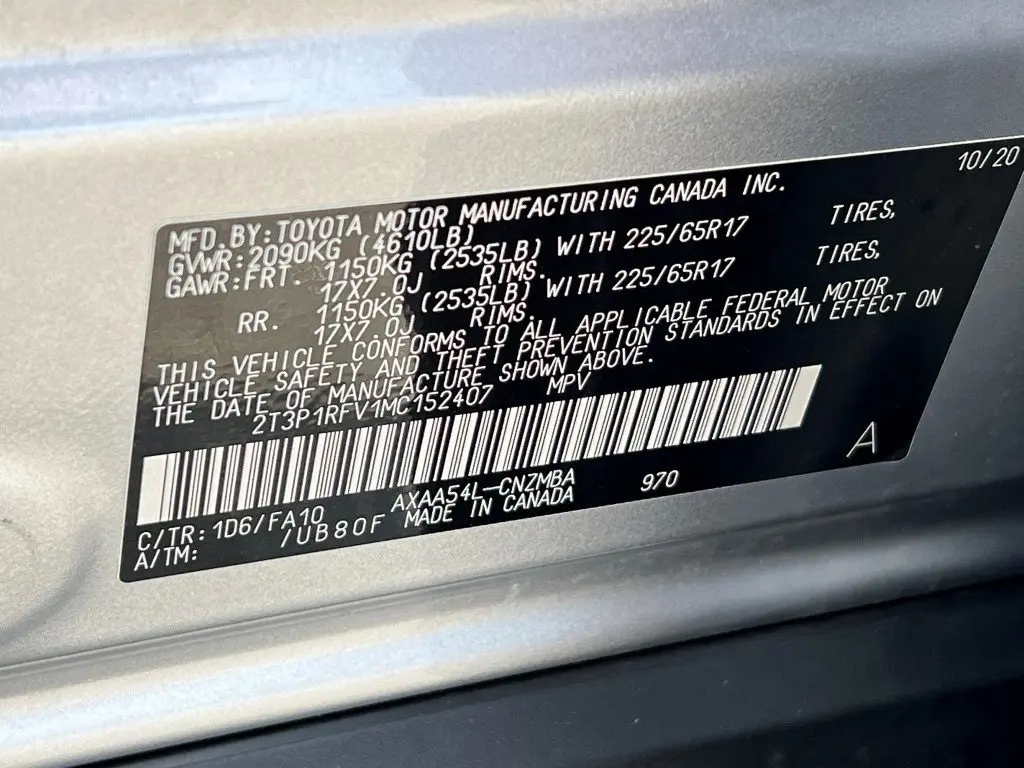 10/20
MFD.BY:TOYOTA MOTOR MANUFACTURING CANADA INC.
GVWR:2090KG (4610LB)
GAWR:FRT. 1150KG (2535LB) WITH 225/65R17 TIRES,
17X7.0J RIMS.
RR. 1150KG (2535LB) WITH 225/65R17 TIRES,
17X7.0J RIMS.
THIS VEHICLE CONFORMS TO ALL APPLICABLE FEDERAL MOTOR
VEHICLE SAFETY AND THEFT PREVENTION STANDARDS IN EFFECT ON
THE DATE OF MANUFACTURE SHOWN ABOVE.
2T3P1RFV1MC152407 MPV
A
AXAA54L-CNZMBA 970
C/TR:1D6/FA10 MADE IN CANADA
A/TM: /UB80F